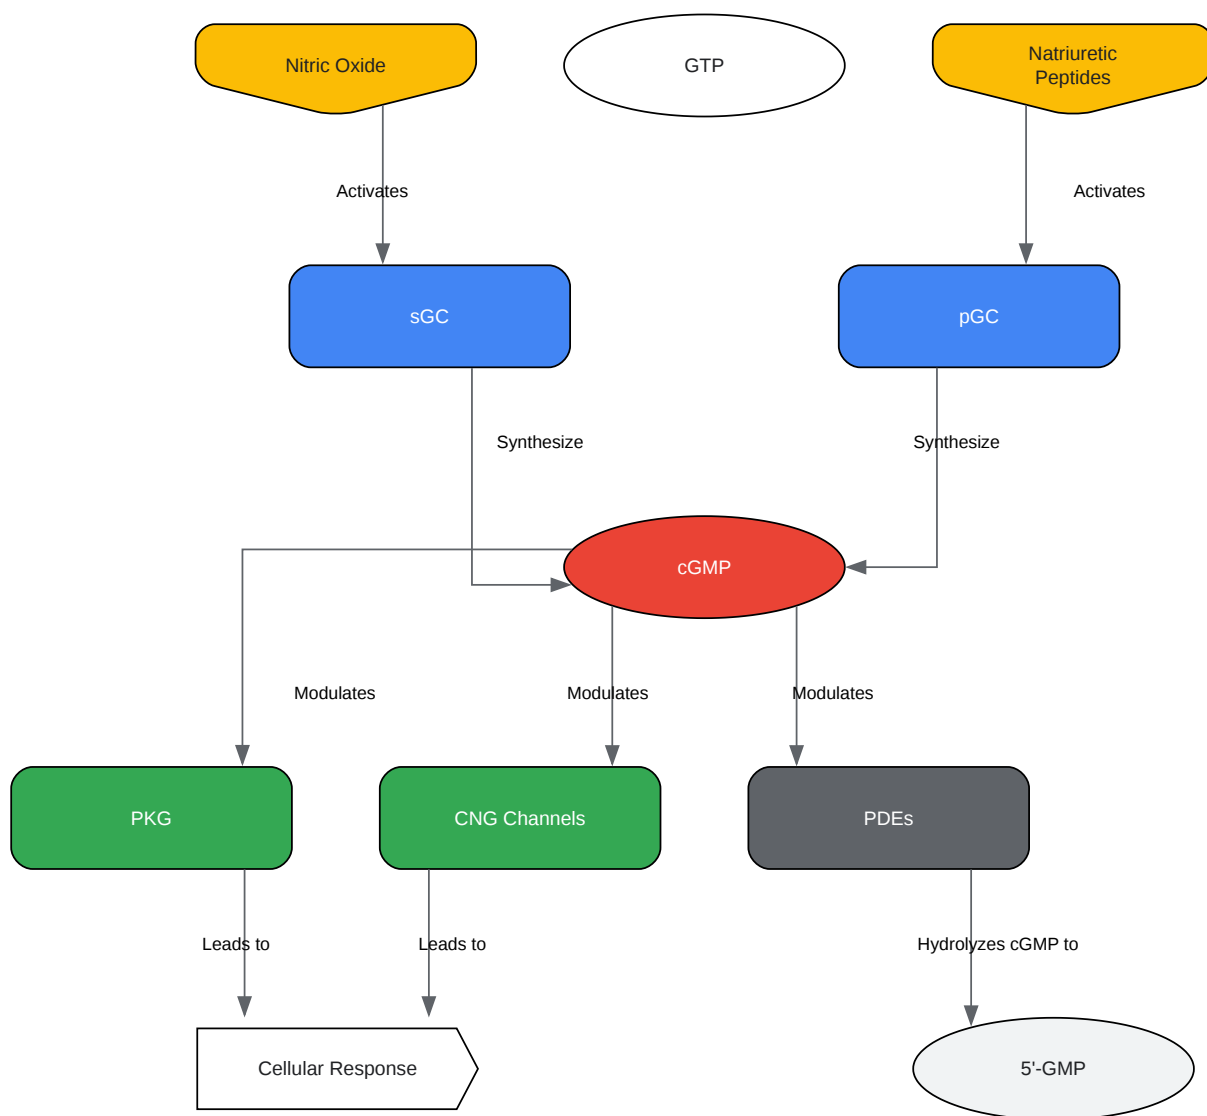 Nitric Oxide
GTP
Natriuretic
Peptides
Activates
Activates
sGC
pGC
Synthesize
Synthesize
cGMP
Modulates
Modulates
Modulates
PKG
CNG Channels
PDEs
Leads to
Leads to
Hydrolyzes cGMP to
Cellular Response
5'-GMP